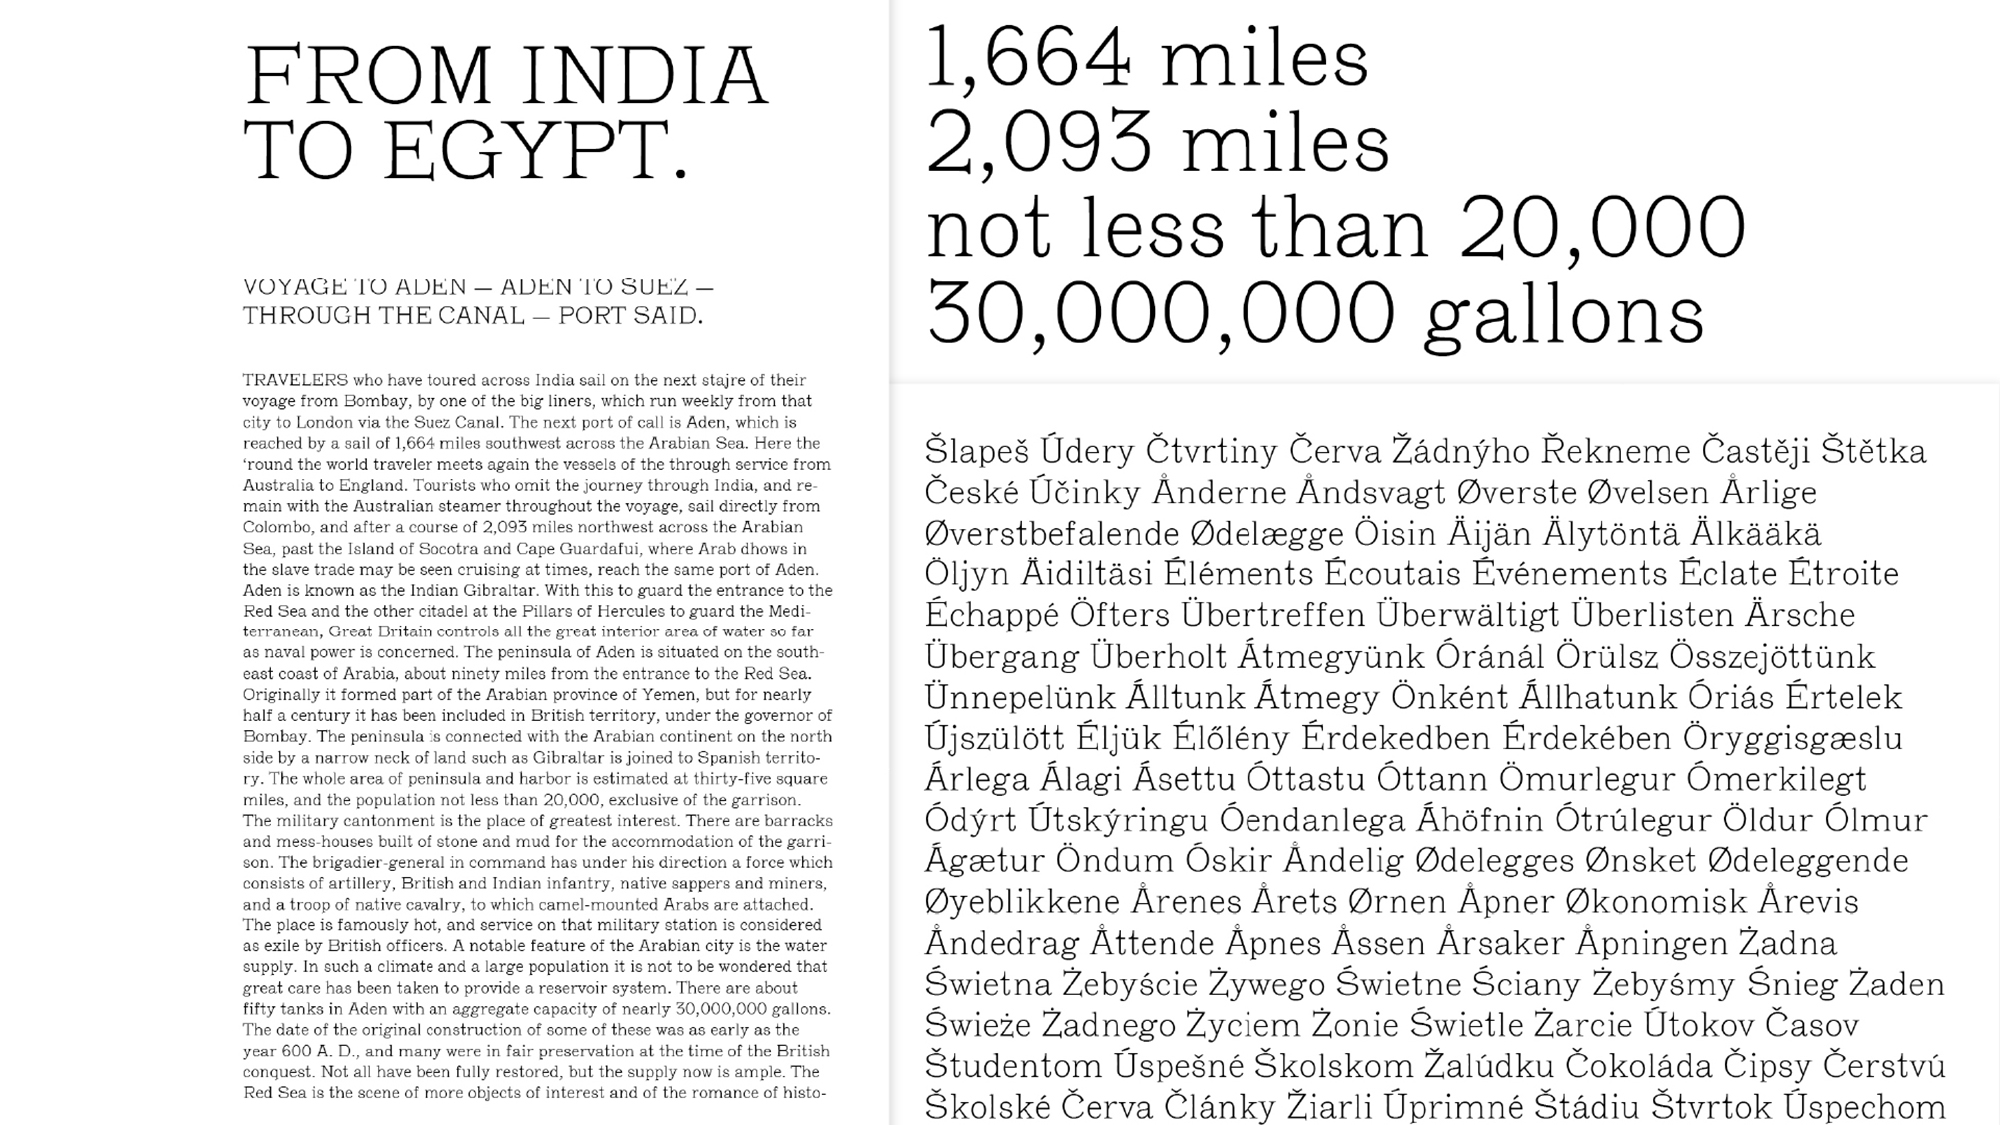 FROM INDIA
TO EGYPT.
VOYAGE TO ADEN — ADEN TO SUEZ —
THROUGH THE CANAL — PORT SAID.
TRAVELERS who have toured across India sail on the next stajre of their
voyage from Bombay, by one of the big liners, which run weekly from that
city to London via the Suez Canal. The next port of call is Aden, which is
reached by a sail of 1,664 miles southwest across the Arabian Sea. Here the
‘round the world traveler meets again the vessels of the through service from
Australia to England. Tourists who omit the journey through India, and re-
main with the Australian steamer throughout the voyage, sail directly from
Colombo, and after a course of 2,093 miles northwest across the Arabian
Sea, past the Island of Socotra and Cape Guardafui, where Arab dhows in
the slave trade may be seen cruising at times, reach the same port of Aden.
Aden is known as the Indian Gibraltar. With this to guard the entrance to the
Red Sea and the other citadel at the Pillars of Hercules to guard the Medi-
terranean, Great Britain controls all the great interior area of water so far
as naval power is concerned. The peninsula of Aden is situated on the south-
east coast of Arabia, about ninety miles from the entrance to the Red Sea.
Originally it formed part of the Arabian province of Yemen, but for nearly
half a century it has been included in British territory, under the governor of
Bombay. The peninsula is connected with the Arabian continent on the north
side by a narrow neck of land such as Gibraltar is joined to Spanish territo-
ry. The whole area of peninsula and harbor is estimated at thirty-five square
miles, and the population not less than 20,000, exclusive of the garrison.
The military cantonment is the place of greatest interest. There are barracks
and mess-houses built of stone and mud for the accommodation of the garri-
son. The brigadier-general in command has under his direction a force which
consists of artillery, British and Indian infantry, native sappers and miners,
and a troop of native cavalry, to which camel-mounted Arabs are attached.
The place is famously hot, and service on that military station is considered
as exile by British officers. A notable feature of the Arabian city is the water
supply. In such a climate and a large population it is not to be wondered that
great care has been taken to provide a reservoir system. There are about
fifty tanks in Aden with an aggregate capacity of nearly 30,000,000 gallons.
The date of the original construction of some of these was as early as the
year 600 A. D., and many were in fair preservation at the time of the British
conquest. Not all have been fully restored, but the supply now is ample. The
Red Sea is the scene of more objects of interest and of the romance of histo-
1,664 miles
2,093 miles
not less than 20,000
30,000,000 gallons
Šlapeš Údery Čtvrtiny Červa Žádnýho Řekneme Častěji Štětka
České Účinky Ånderne Åndsvagt Øverste Øvelsen Årlige
Øverstbefalende Ødelægge Öisin Äijän Älytöntä Älkääkä
Öljyn Äidiltäsi Éléments Écoutais Événements Éclate Étroite
Échappé Öfters Übertreffen Überwältigt Überlisten Ärsche
Übergang Überholt Átmegyünk Óránál Örülsz Összejöttünk
Ünnepelünk Álltunk Átmegy Önként Állhatunk Óriás Értelek
Újszülött Éljük Élőlény Érdekedben Érdekében Öryggisgæslu
Árlega Álagi Ásettu Óttastu Óttann Ömurlegur Ómerkilegt
Ódýrt Útskýringu Óendanlega Áhöfnin Ótrúlegur Öldur Ólmur
Ágætur Öndum Óskir Åndelig Ødelegges Ønsket Ødeleggende
Øyeblikkene Årenes Årets Ørnen Åpner Økonomisk Årevis
Åndedrag Åttende Åpnes Åssen Årsaker Åpningen Żadna
Świetna Żebyście Żywego Świetne Ściany Żebyśmy Śnieg Żaden
Świeże Żadnego Życiem Żonie Świetle Żarcie Útokov Časov
Študentom Úspešné Školskom Žalúdku Čokoláda Čipsy Čerstvú
Školské Červa Články Žiarli Úprimné Štádiu Štvrtok Úspechom